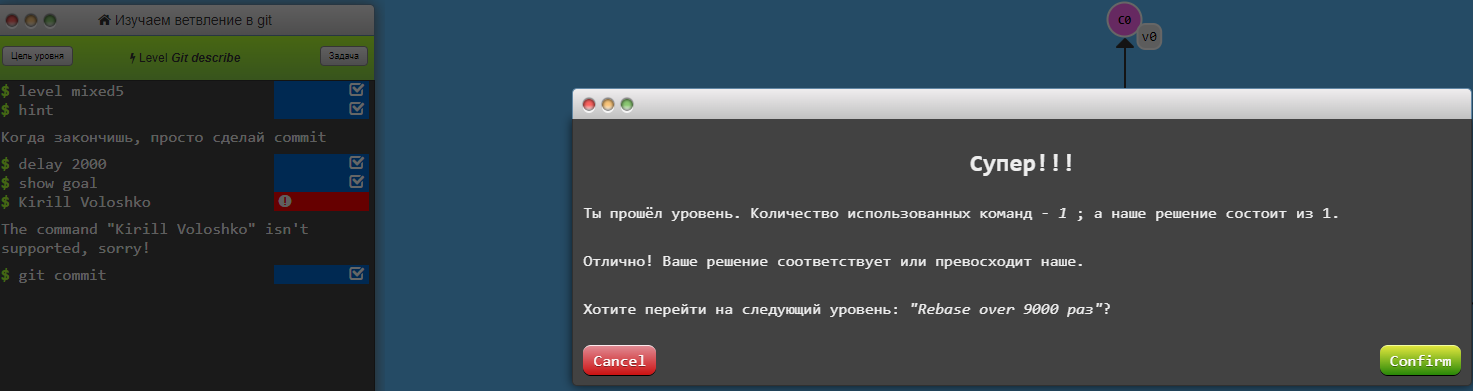 Изучаем ветвление в git
Цель уровня
Level Git describe
Задача
$ level mixed5
$ hint
Когда закончишь, просто сделай commit
$ delay 2000
$ show goal
$ Kirill Voloshko
The command "Kirill Voloshko" isn't
supported, sorry!
$ git commit
C0
v0
Супер!!!
Ты прошёл уровень. Количество использованных команд - 1 ; а наше решение состоит из 1.
Отлично! Ваше решение соответствует или превосходит наше.
Хотите перейти на следующий уровень: "Rebase over 9000 раз"?
Cancel
Confirm